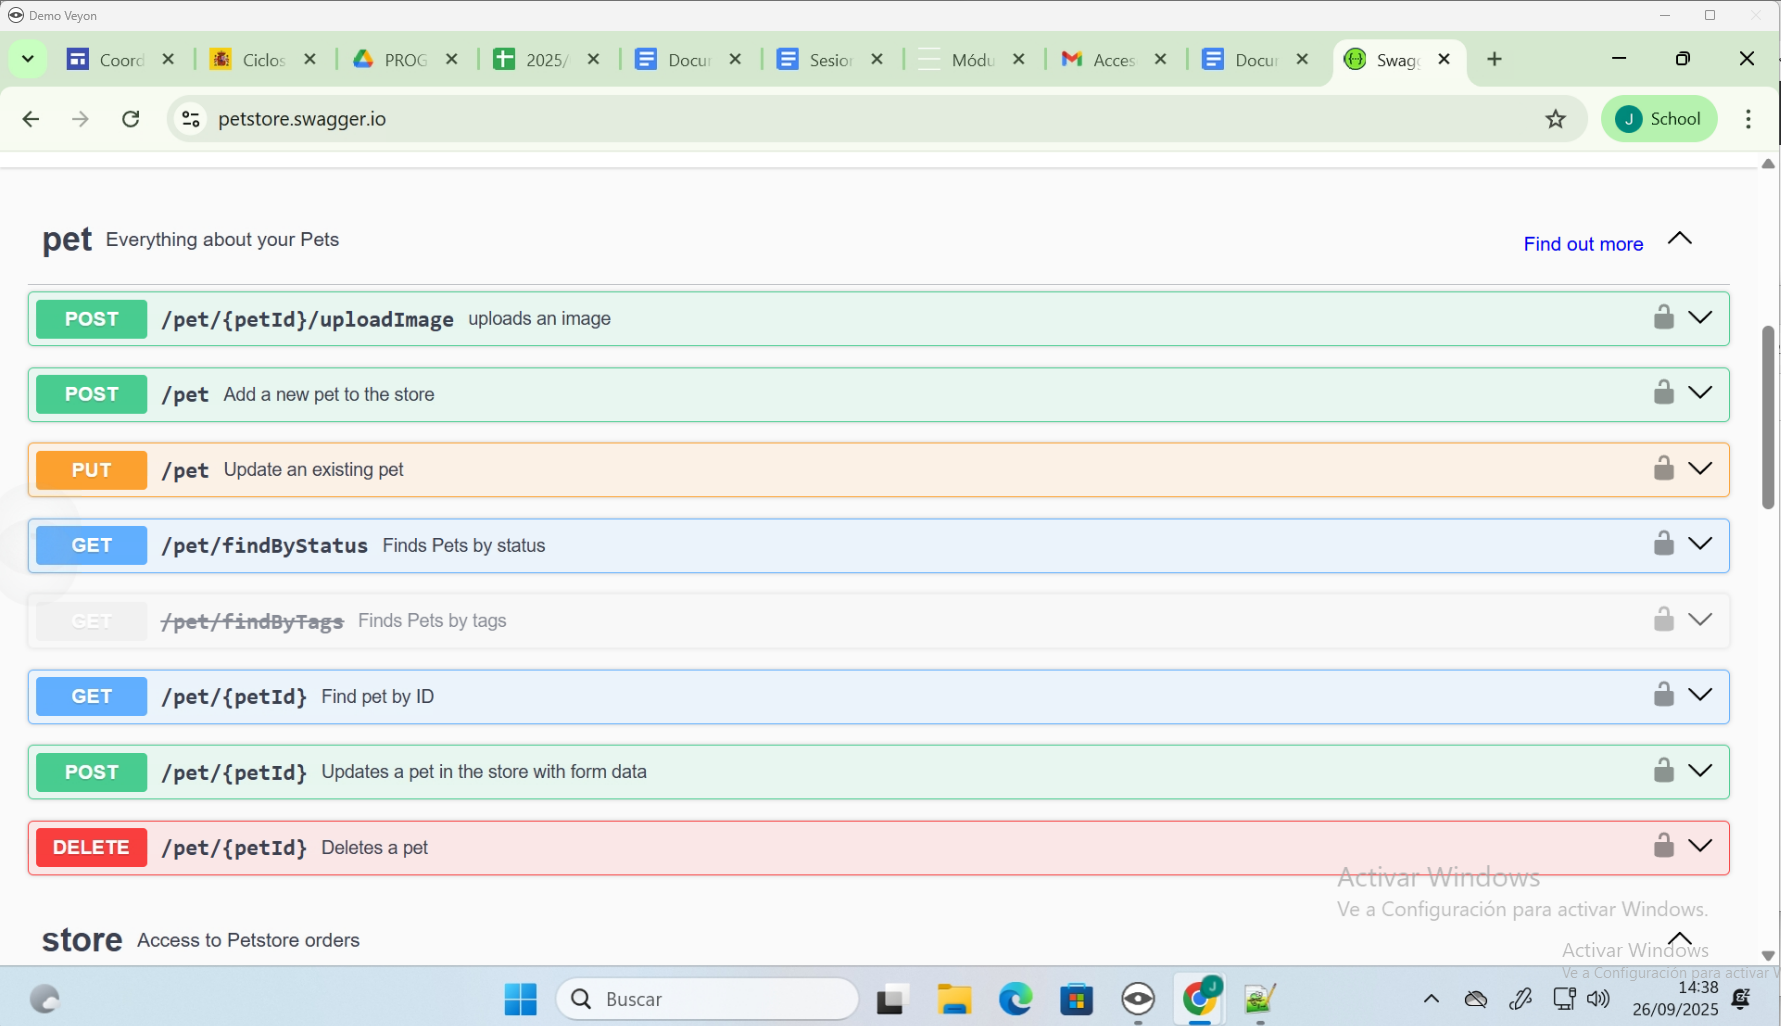 Demo Veyon
Coord
Ciclos
PROG
2025/
Docur
Sesior
Módu
Acces
Docur
Swagg
petstore.swagger.io
J
School
pet Everything about your Pets
Find out more
POST /pet/{petId}/uploadImage uploads an image
POST /pet Add a new pet to the store
PUT /pet Update an existing pet
GET /pet/findByStatus Finds Pets by status
GET /pet/findByTags Finds Pets by tags
GET /pet/{petId} Find pet by ID
POST /pet/{petId} Updates a pet in the store with form data
DELETE /pet/{petId} Deletes a pet
Activar Windows
Ve a Configuración para activar Windows.
store Access to Petstore orders
Activar Windows
Ve a Configuración para activar
Buscar
J
14:38
26/09/2025